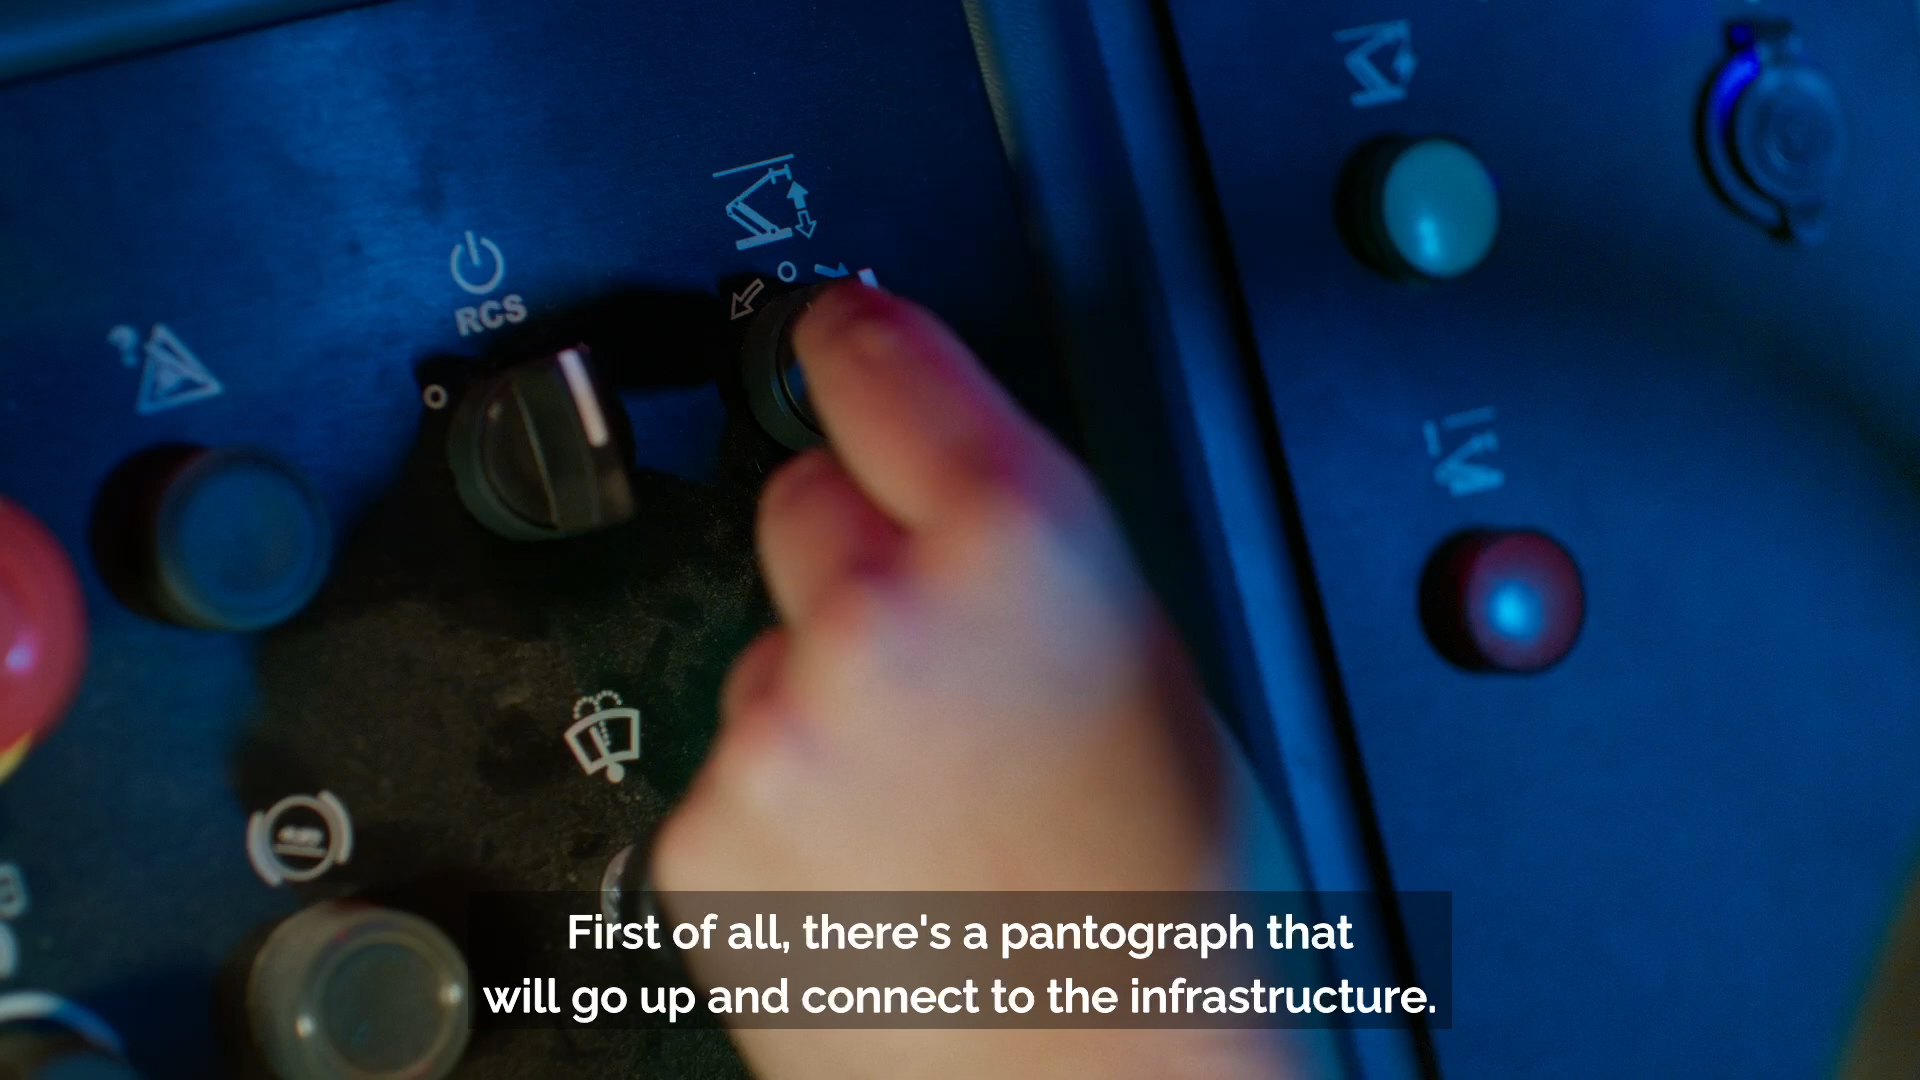 RCS
First of all, there's a pantograph that
will go up and connect to the infrastructure.